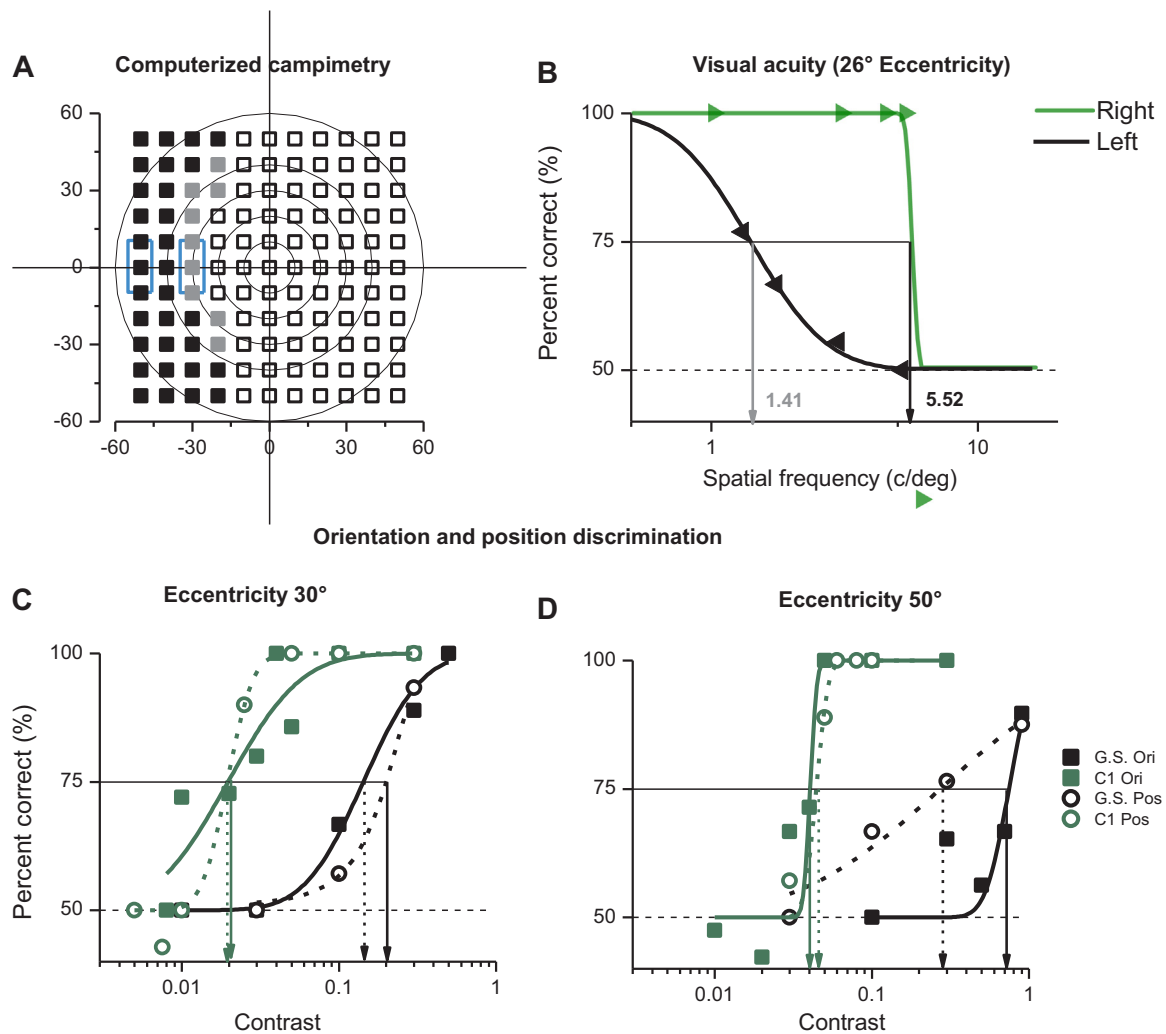 A
Computerized campimetry
60
30
0
-30
-60
-60
-30
0
30
60
B
Visual acuity (26° Eccentricity)
Percent correct (%)
100
75
50
1.41
5.52
1
10
Spatial frequency (c/deg)
Right
Left
Orientation and position discrimination
C
Eccentricity 30°
Percent correct (%)
100
75
50
0.01
0.1
1
Contrast
D
Eccentricity 50°
100
75
50
0.01
0.1
1
Contrast
G.S. Ori
C1 Ori
G.S. Pos
C1 Pos